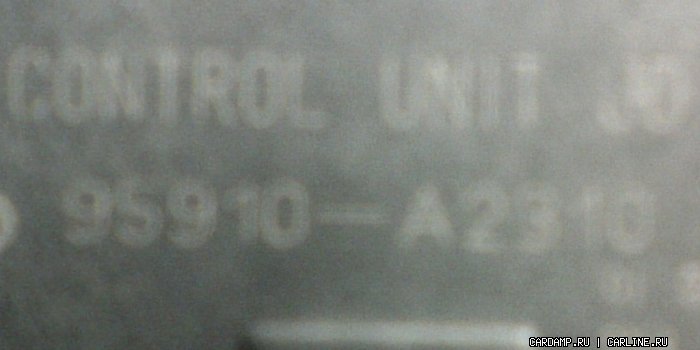 CONTROL UNIT
95910-A2310
CARDAMP.RU | CARLINE.RU